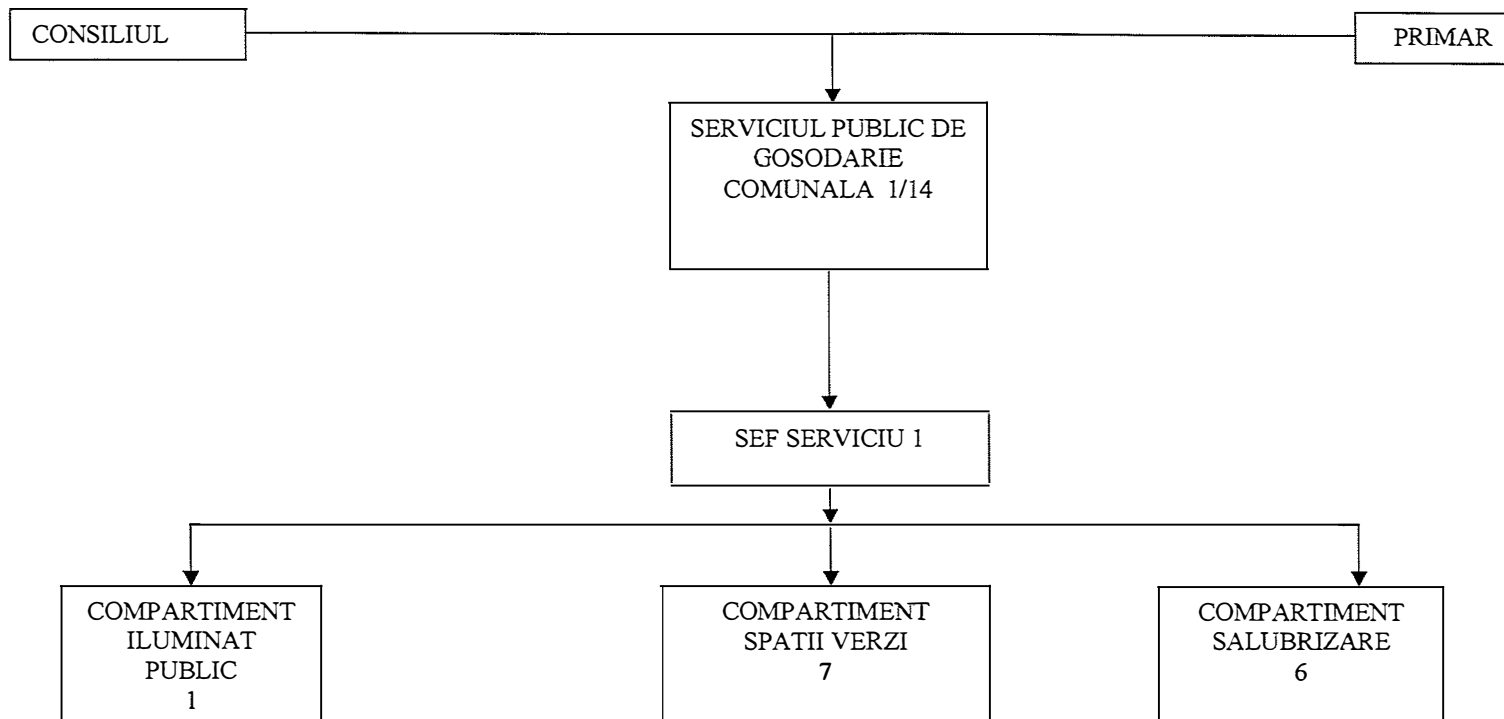 CONSILIUL
PRIMAR
SERVICIUL PUBLIC DE
GOSODARIE
COMUNALA 1/14
SEF SERVICIU 1
COMPARTIMENT
ILUMINAT
PUBLIC
1
COMPARTIMENT
SPATII VERZI
7
COMPARTIMENT
SALUBRIZARE
6